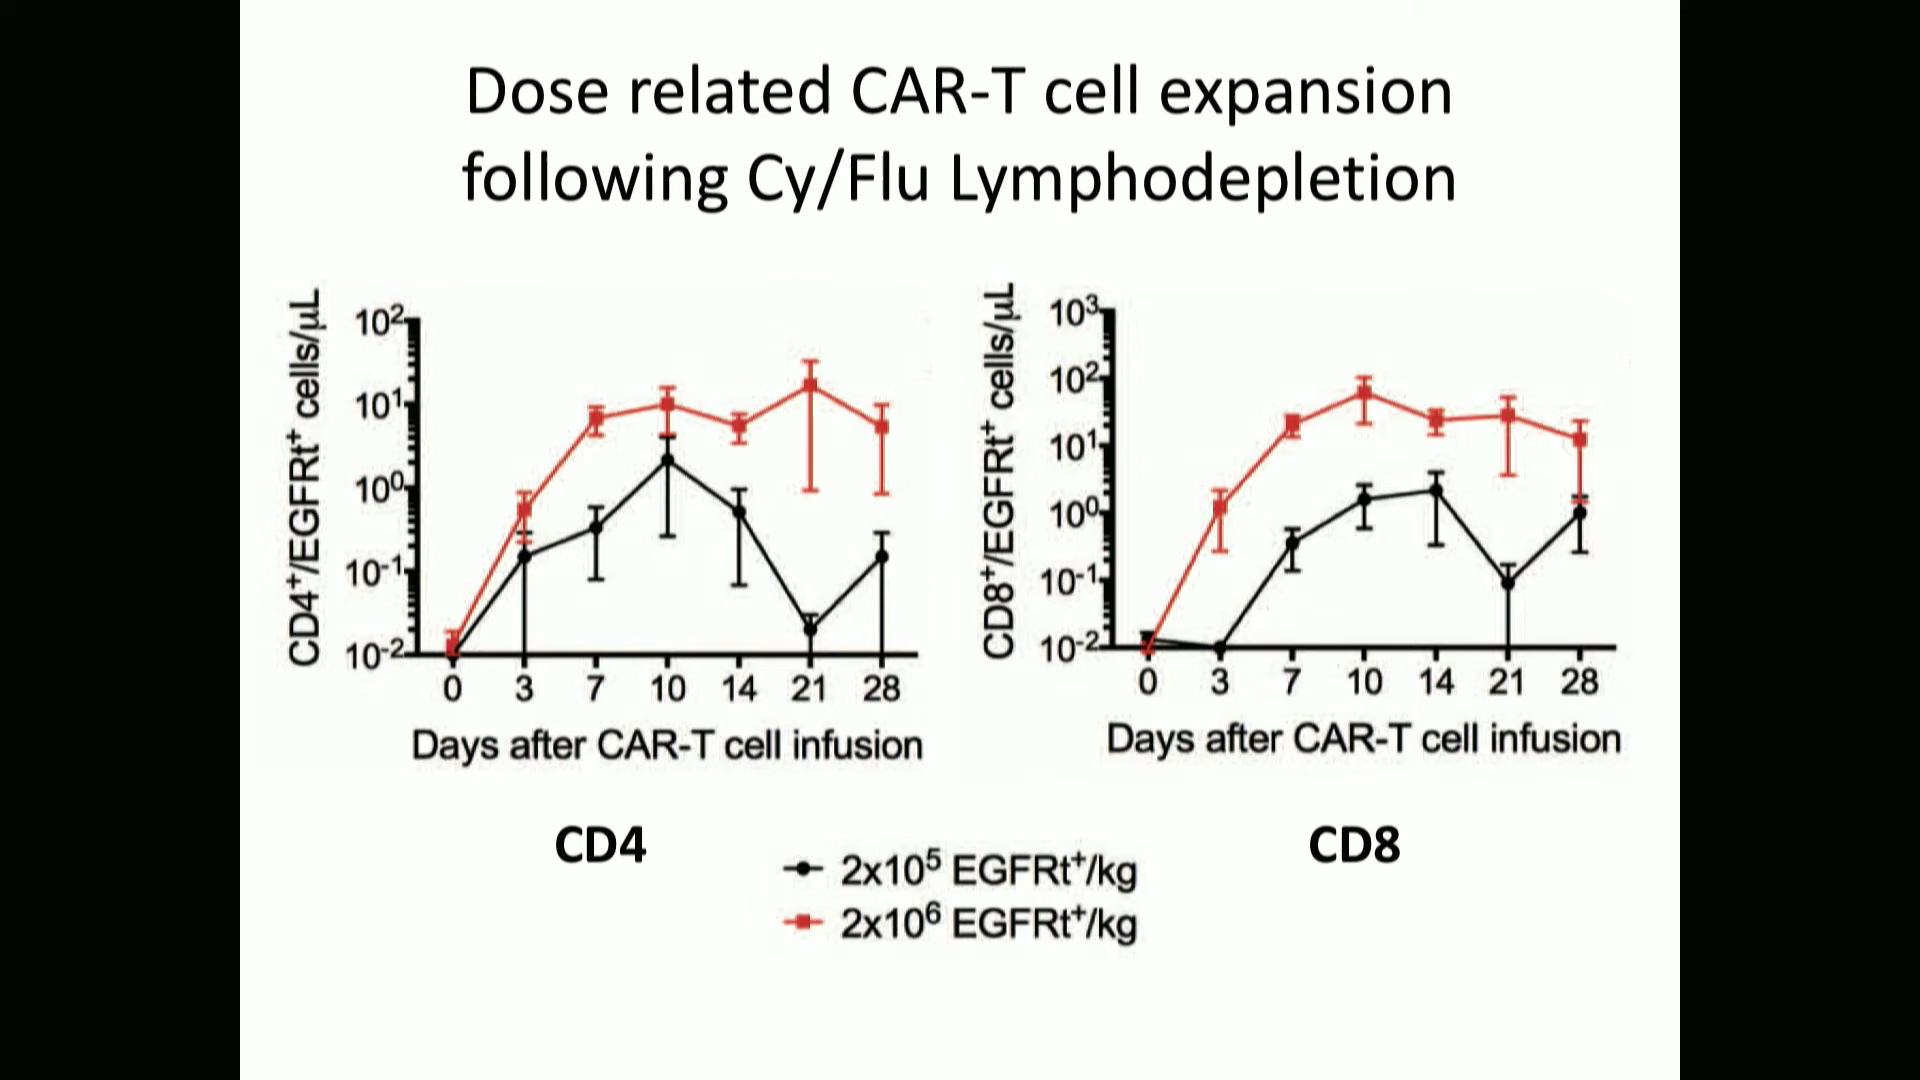 Dose related CAR-T cell expansion
following Cy/Flu Lymphodepletion
CD4⁺/EGFRt⁺ cells/µL
10²
10¹
10⁰
10⁻¹
10⁻²
0 3 7 10 14 21 28
Days after CAR-T cell infusion
CD8⁺/EGFRt⁺ cells/µL
10³
10²
10¹
10⁰
10⁻¹
10⁻²
0 3 7 10 14 21 28
Days after CAR-T cell infusion
CD4
CD8
2x10⁵ EGFRt⁺/kg
2x10⁶ EGFRt⁺/kg